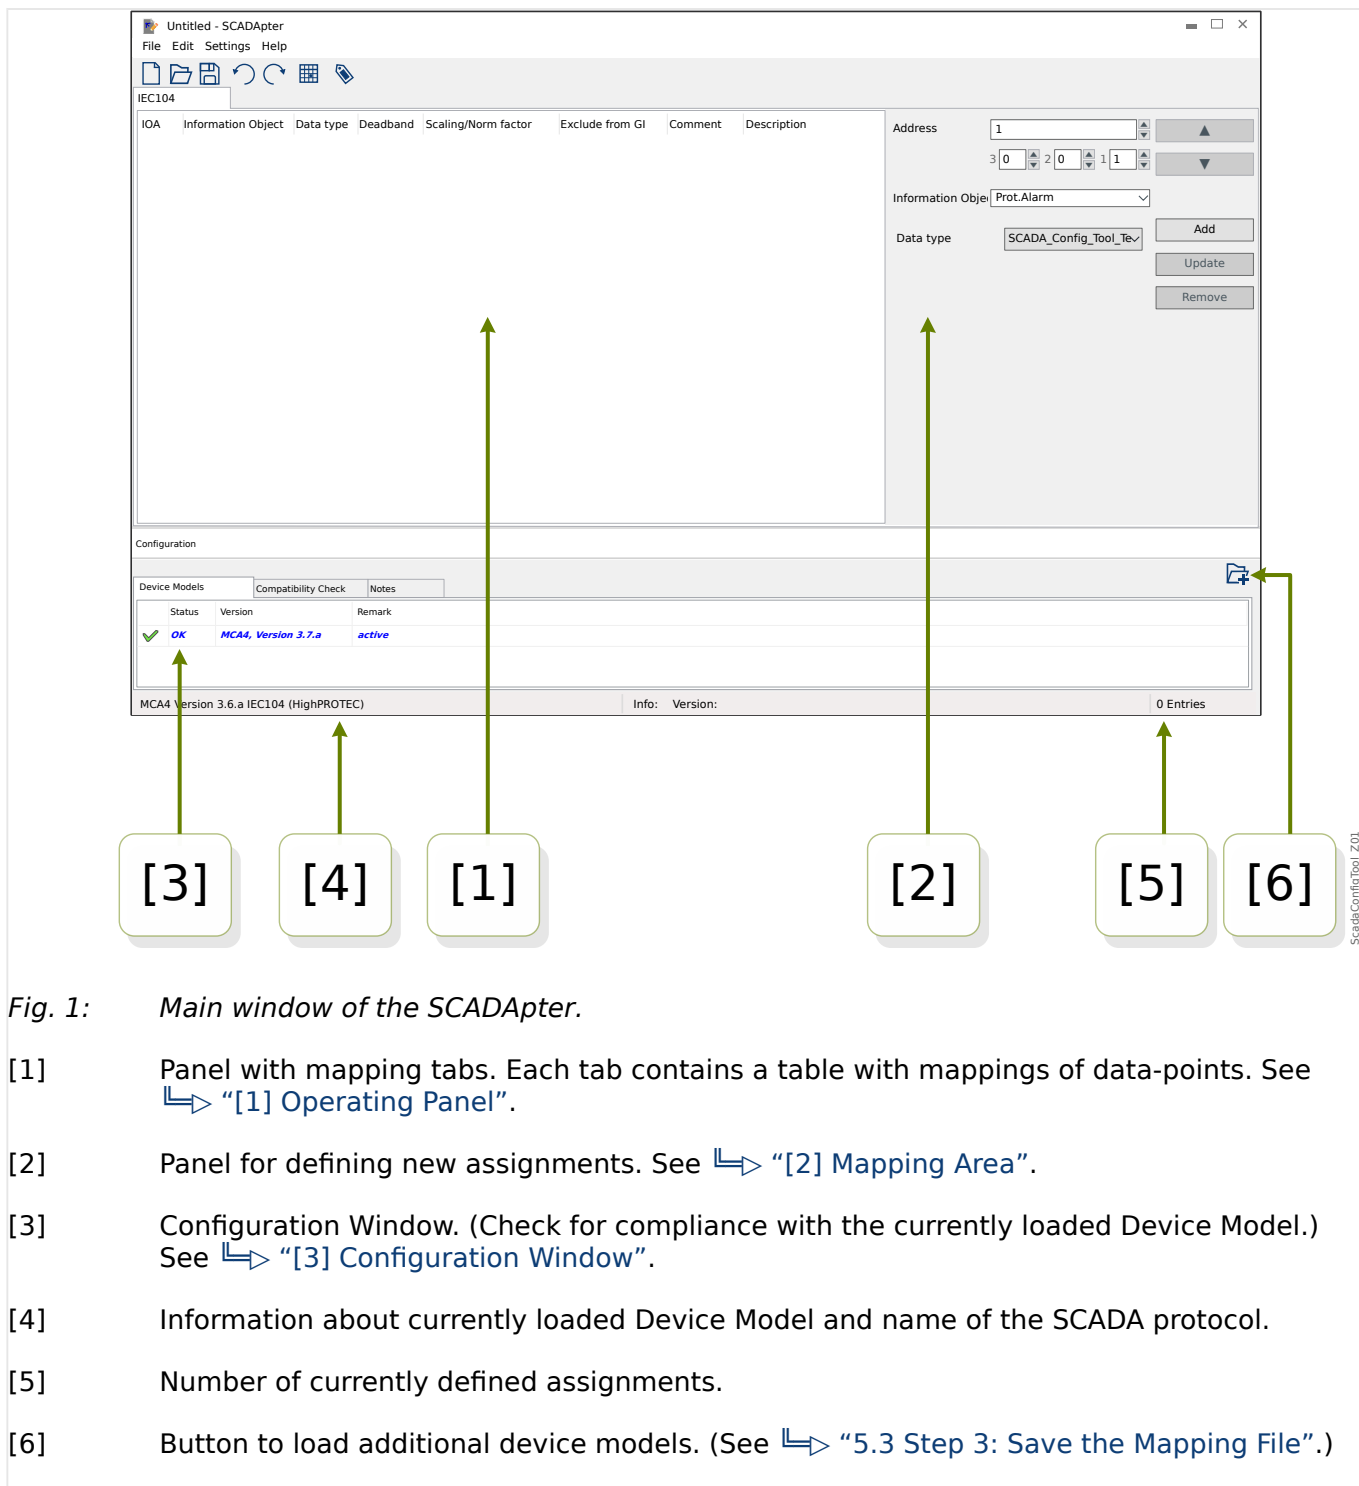 Untitled - SCADApter
File Edit Settings Help
IEC104
IOA Information Object Data type Deadband Scaling/Norm factor Exclude from GI Comment Description
Address 1
3 0 2 0 1 1
Information Objec Prot.Alarm
Data type SCADA_Config_Tool_Te
Add
Update
Remove
Configuration
Device Models Compatibility Check Notes
Status Version Remark
OK MCA4, Version 3.7.a active
MCA4 Version 3.6.a IEC104 (HighPROTEC) Info: Version: 0 Entries
[3] [4] [1] [2] [5] [6]
ScadaConfigTool_Z01
Fig. 1: Main window of the SCADApter.
[1] Panel with mapping tabs. Each tab contains a table with mappings of data-points. See
╚═▷ “[1] Operating Panel”.
[2] Panel for defining new assignments. See ╚═▷ “[2] Mapping Area”.
[3] Configuration Window. (Check for compliance with the currently loaded Device Model.)
See ╚═▷ “[3] Configuration Window”.
[4] Information about currently loaded Device Model and name of the SCADA protocol.
[5] Number of currently defined assignments.
[6] Button to load additional device models. (See ╚═▷ “5.3 Step 3: Save the Mapping File”.)